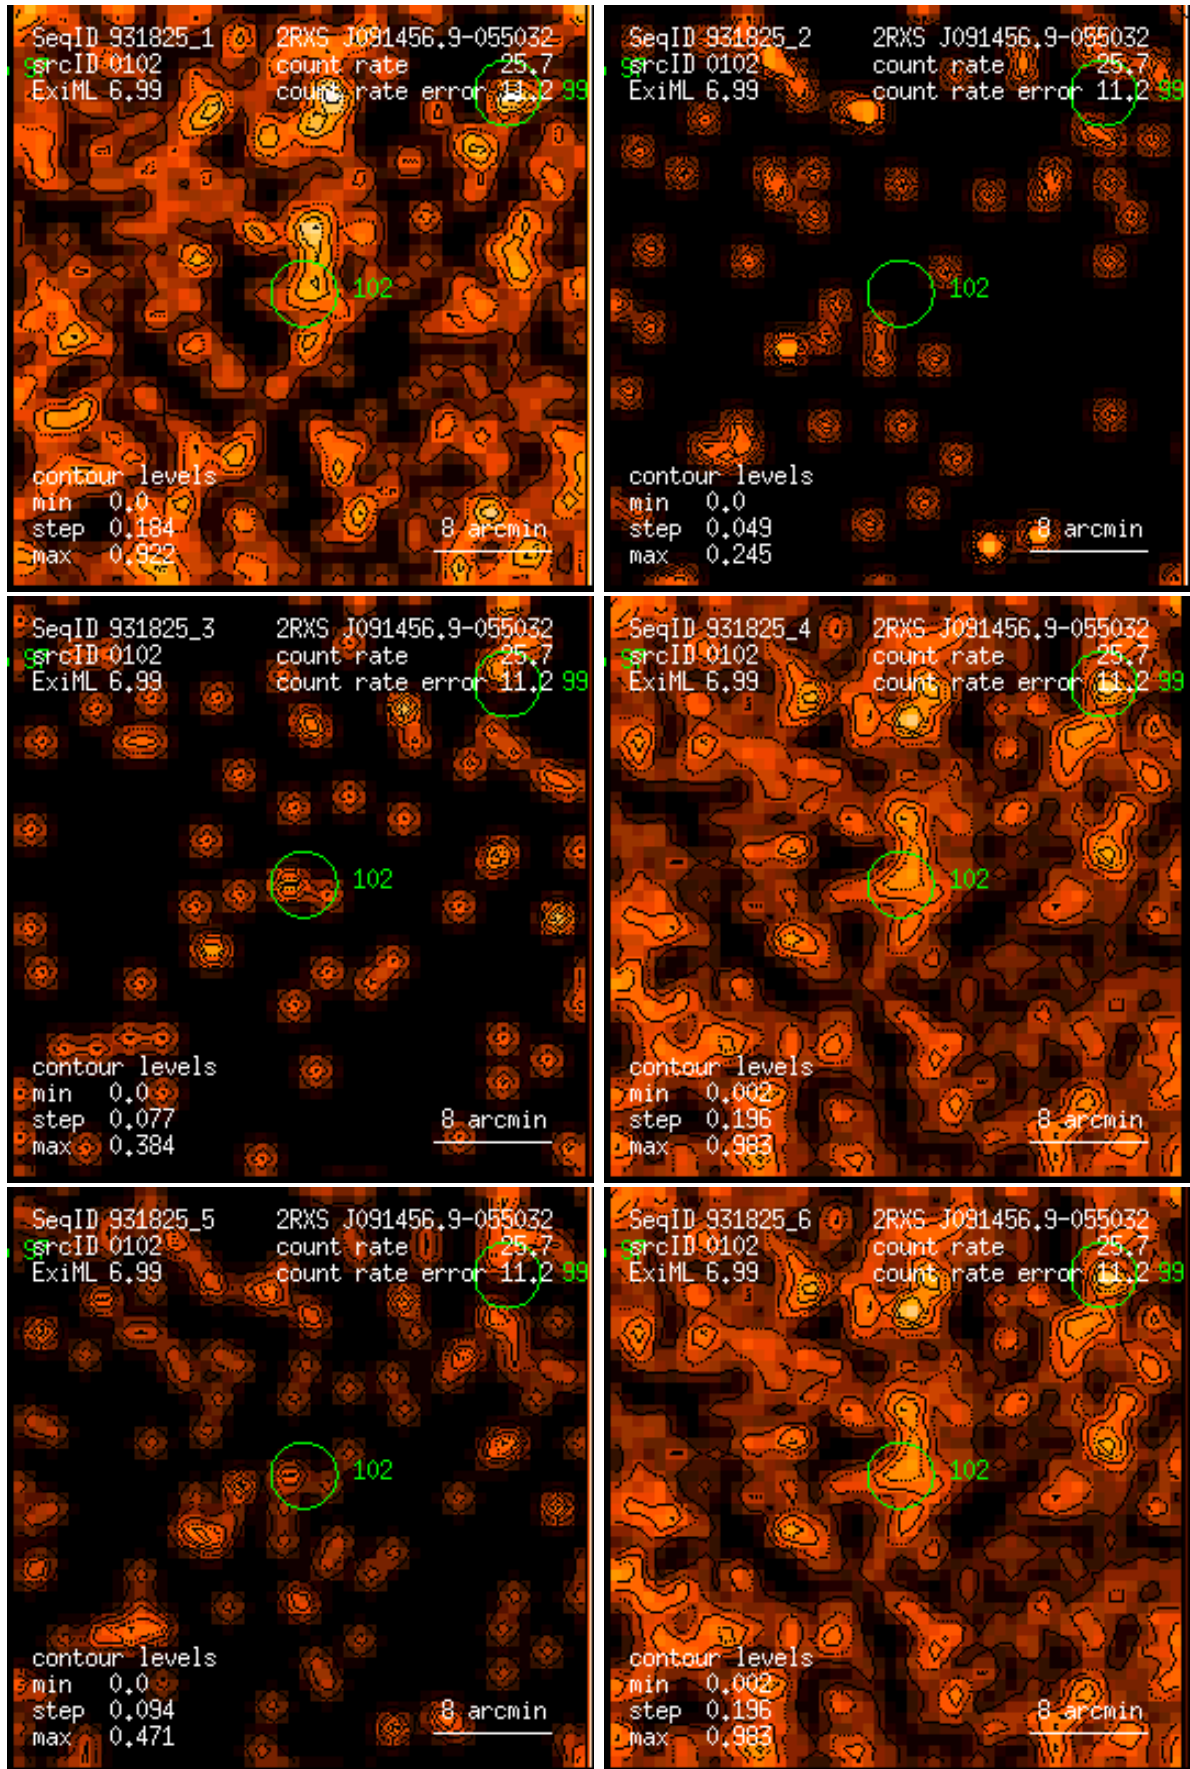 SeqID 931825_1 2RXS J091456.9-055032
srcID 0102 count rate 25.7
ExiML 6.99 count rate error 11.2 99
102
contour levels
min 0.0
step 0.184 8 arcmin
max 0.922
SeqID 931825_2 2RXS J091456.9-055032
srcID 0102 count rate 25.7
ExiML 6.99 count rate error 11.2 99
102
contour levels
min 0.0
step 0.049 8 arcmin
max 0.245
SeqID 931825_3 2RXS J091456.9-055032
srcID 0102 count rate 25.7
ExiML 6.99 count rate error 11.2 99
102
contour levels
min 0.0
step 0.077 8 arcmin
max 0.384
SeqID 931825_4 2RXS J091456.9-055032
srcID 0102 count rate 25.7
ExiML 6.99 count rate error 11.2 99
102
contour levels
min 0.002
step 0.196 8 arcmin
max 0.983
SeqID 931825_5 2RXS J091456.9-055032
srcID 0102 count rate 25.7
ExiML 6.99 count rate error 11.2 99
102
contour levels
min 0.0
step 0.094 8 arcmin
max 0.471
SeqID 931825_6 2RXS J091456.9-055032
srcID 0102 count rate 25.7
ExiML 6.99 count rate error 11.2 99
102
contour levels
min 0.002
step 0.196 8 arcmin
max 0.983